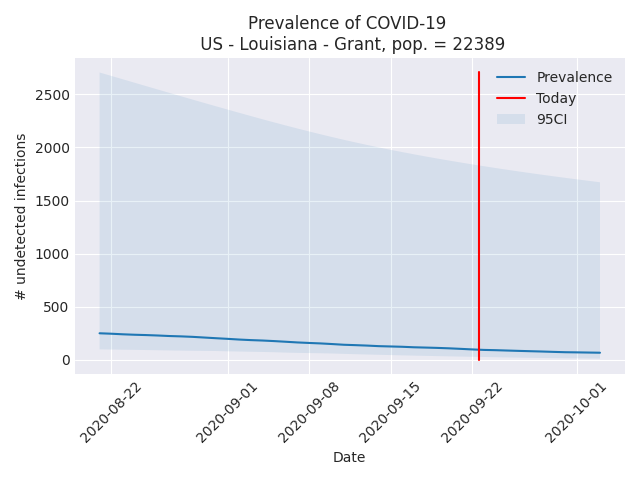 Prevalence of COVID-19
US - Louisiana - Grant, pop. = 22389
Prevalence
Today
95CI
# undetected infections
2500
2000
1500
1000
500
0
2020-08-22
2020-09-01
2020-09-08
2020-09-15
2020-09-22
2020-10-01
Date